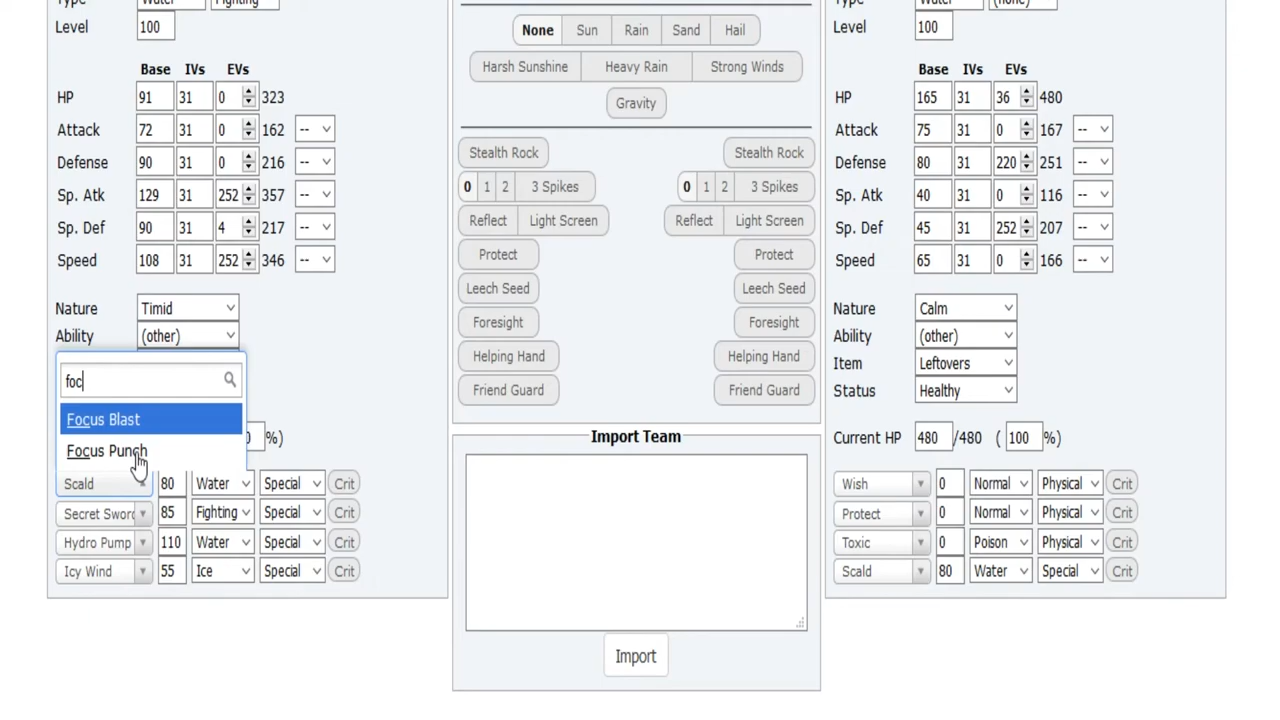 Type Water Fighting
Level 100
Base IVs EVs
HP 91 31 0 323
Attack 72 31 0 162 --
Defense 90 31 0 216 --
Sp. Atk 129 31 252 357 --
Sp. Def 90 31 4 217 --
Speed 108 31 252 346 --
Nature Timid
Ability (other)
foc
Focus Blast
Focus Punch
0 %)
Scald 80 Water Special Crit
Secret Sword 85 Fighting Special Crit
Hydro Pump 110 Water Special Crit
Icy Wind 55 Ice Special Crit
None Sun Rain Sand Hail
Harsh Sunshine Heavy Rain Strong Winds
Gravity
Stealth Rock Stealth Rock
0 1 2 3 Spikes 0 1 2 3 Spikes
Reflect Light Screen Reflect Light Screen
Protect Protect
Leech Seed Leech Seed
Foresight Foresight
Helping Hand Helping Hand
Friend Guard Friend Guard
Import Team
Import
Type Water (none)
Level 100
Base IVs EVs
HP 165 31 36 480
Attack 75 31 0 167 --
Defense 80 31 220 251 --
Sp. Atk 40 31 0 116 --
Sp. Def 45 31 252 207 --
Speed 65 31 0 166 --
Nature Calm
Ability (other)
Item Leftovers
Status Healthy
Current HP 480 /480 ( 100 %)
Wish 0 Normal Physical Crit
Protect 0 Normal Physical Crit
Toxic 0 Poison Physical Crit
Scald 80 Water Special Crit